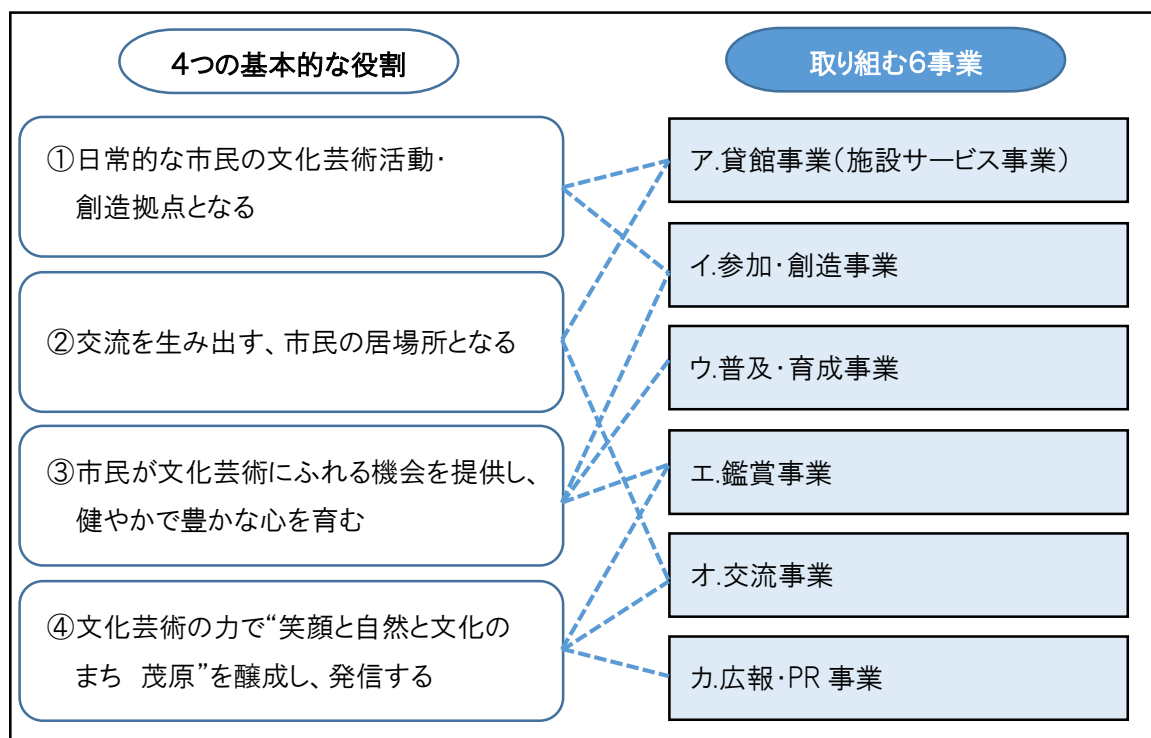 4つの基本的な役割
①日常的な市民の文化芸術活動・
創造拠点となる
②交流を生み出す、市民の居場所となる
③市民が文化芸術にふれる機会を提供し、
健やかで豊かな心を育む
④文化芸術の力で“笑顔と自然と文化の
まち　茂原”を醸成し、発信する
取り組む6事業
ア.貸館事業（施設サービス事業）
イ.参加・創造事業
ウ.普及・育成事業
エ.鑑賞事業
オ.交流事業
カ.広報・PR 事業